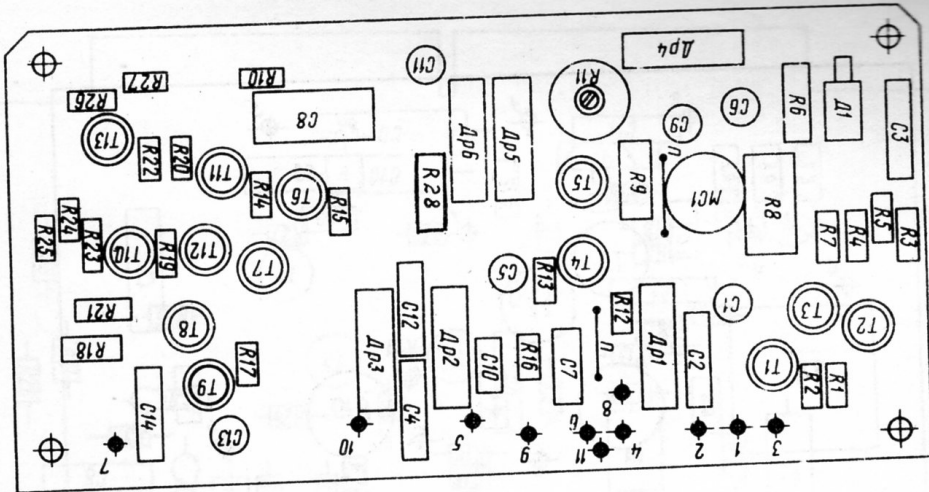 Др4
C11
R11
R10
R27
R26
C8
C6
C9
R6
Д1
C3
T13
R22
R20
T11
R14
T6
R15
R28
Др6
Др5
T5
R9
П
МС1
R8
R7
R4
R5
R3
R25
R24
R23
T10
R19
T12
T7
C5
R13
T4
R21
R18
T8
R17
T9
C14
C13
Др3
C12
C4
Др2
C10
R16
C7
П
R12
Др1
C2
C1
T3
T2
T1
R2
R1
7
10
5
9
6
11
8
4
2
1
3